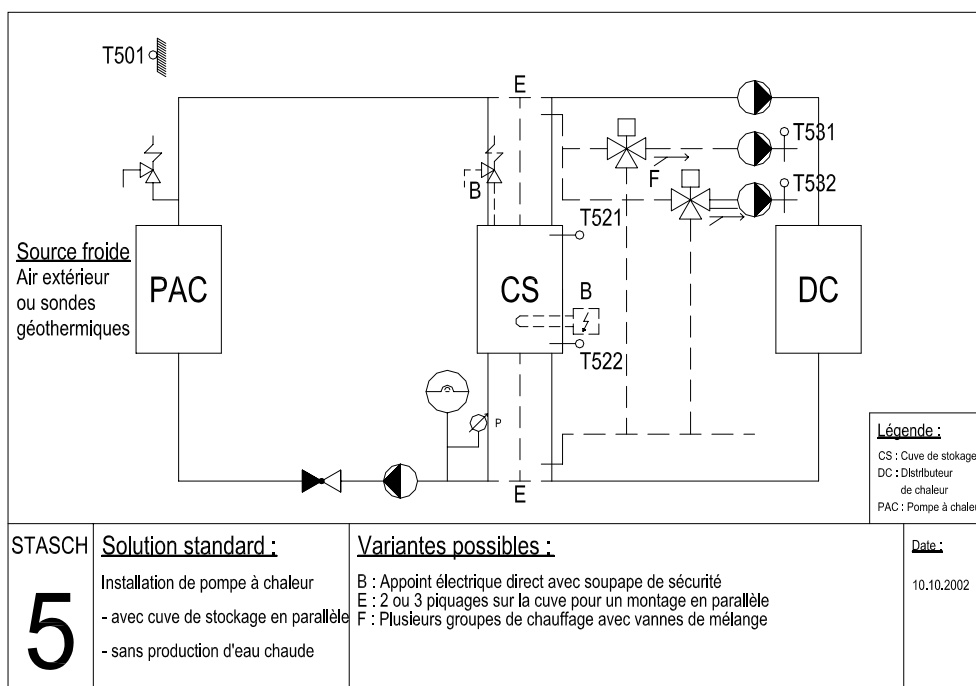 T501
E
T531
F
T532
B
T521
Source froide
Air extérieur
ou sondes
géothermiques
PAC
CS
B
DC
T522
P
E
Légende :
CS : Cuve de stokage
DC : DIstrIbuteur
de chaleur
PAC : Pompe à chaleu
STASCH
5
Solution standard :
Installation de pompe à chaleur
- avec cuve de stockage en parallèle
- sans production d'eau chaude
Variantes possibles :
B : Appoint électrique direct avec soupape de sécurité
E : 2 ou 3 piquages sur la cuve pour un montage en parallèle
F : Plusieurs groupes de chauffage avec vannes de mélange
Date :
10.10.2002